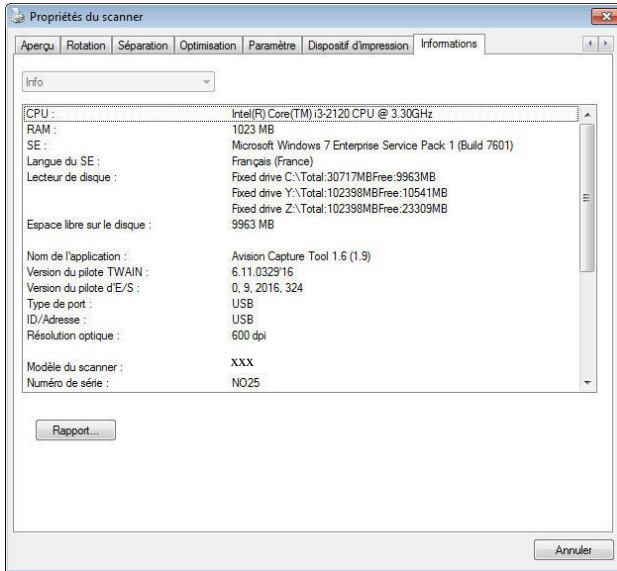 Propriétés du scanner
Aperçu Rotation Séparation Optimisation Paramètre Dispositif d'impression Informations
Info
CPU : Intel(R) Core(TM) i3-2120 CPU @ 3.30GHz
RAM : 1023 MB
SE : Microsoft Windows 7 Enterprise Service Pack 1 (Build 7601)
Langue du SE : Français (France)
Lecteur de disque : Fixed drive C:\Total:30717MBFree:9963MB
Fixed drive Y:\Total:102398MBFree:10541MB
Fixed drive Z:\Total:102398MBFree:23309MB
Espace libre sur le disque : 9963 MB
Nom de l'application : Avision Capture Tool 1.6 (1.9)
Version du pilote TWAIN : 6.11.0329'16
Version du pilote d'E/S : 0, 9, 2016, 324
Type de port : USB
ID/Adresse : USB
Résolution optique : 600 dpi
Modèle du scanner : XXX
Numéro de série : NO25
Rapport...
Annuler